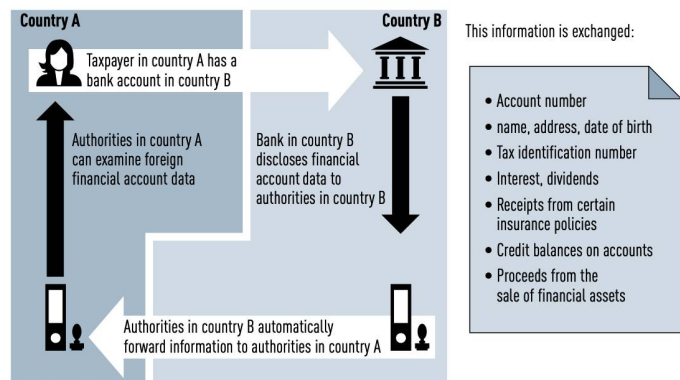 Country A
Country B
Taxpayer in country A has a
bank account in country B
Authorities in country A
can examine foreign
financial account data
Bank in country B
discloses financial
account data to
authorities in country B
Authorities in country B automatically
forward information to authorities in country A
This information is exchanged:
• Account number
• name, address, date of birth
• Tax identification number
• Interest, dividends
• Receipts from certain
insurance policies
• Credit balances on accounts
• Proceeds from the
sale of financial assets